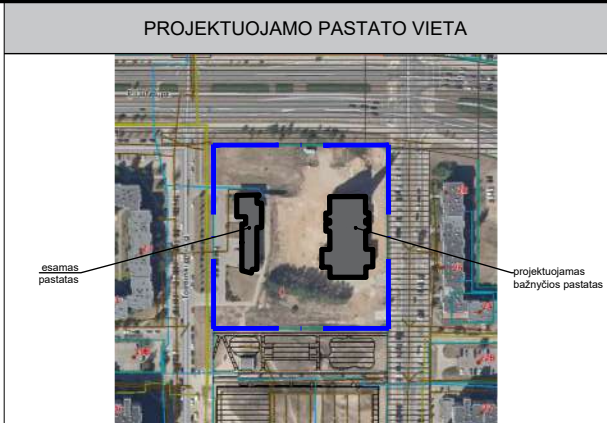 PROJEKTUOJAMO PASTATO VIETA
esamas
pastatas
projektuojamas
bažnyčios pastatas